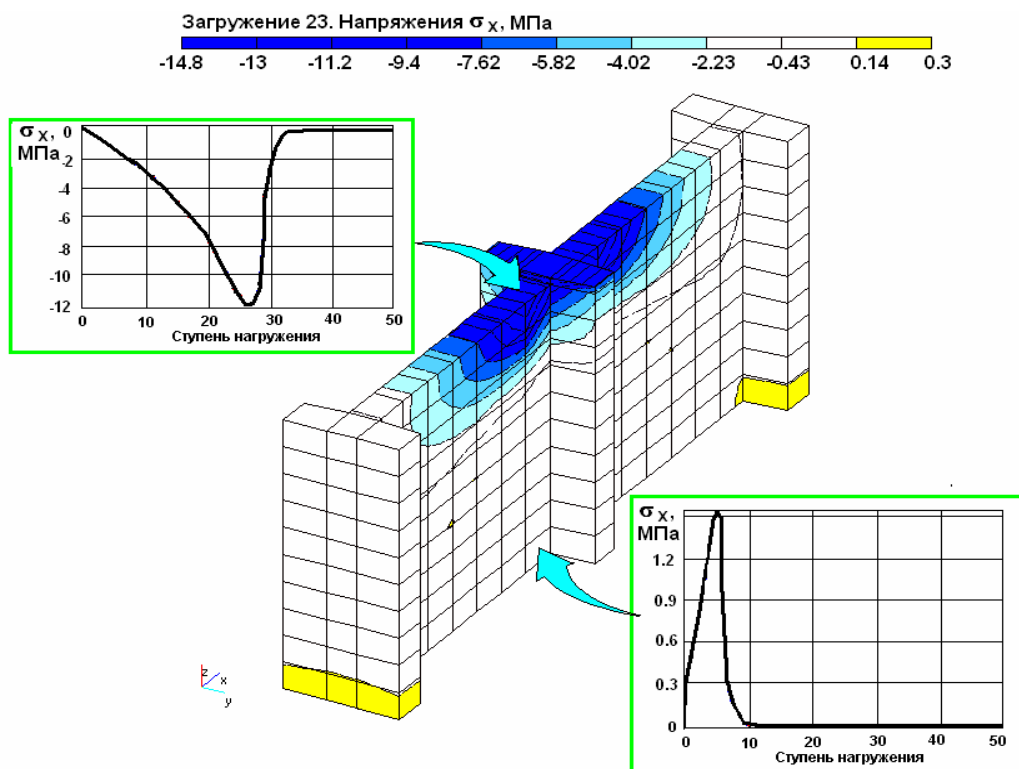 Загружение 23. Напряжения σ X, МПа
-14.8 -13 -11.2 -9.4 -7.62 -5.82 -4.02 -2.23 -0.43 0.14 0.3
σ X,
МПа
0
-2
-4
-6
-8
-10
-12
0 10 20 30 40 50
Ступень нагружения
σ X,
МПа
1.2
0.9
0.6
0.3
0
0 10 20 30 40 50
Ступень нагружения
z
x
y